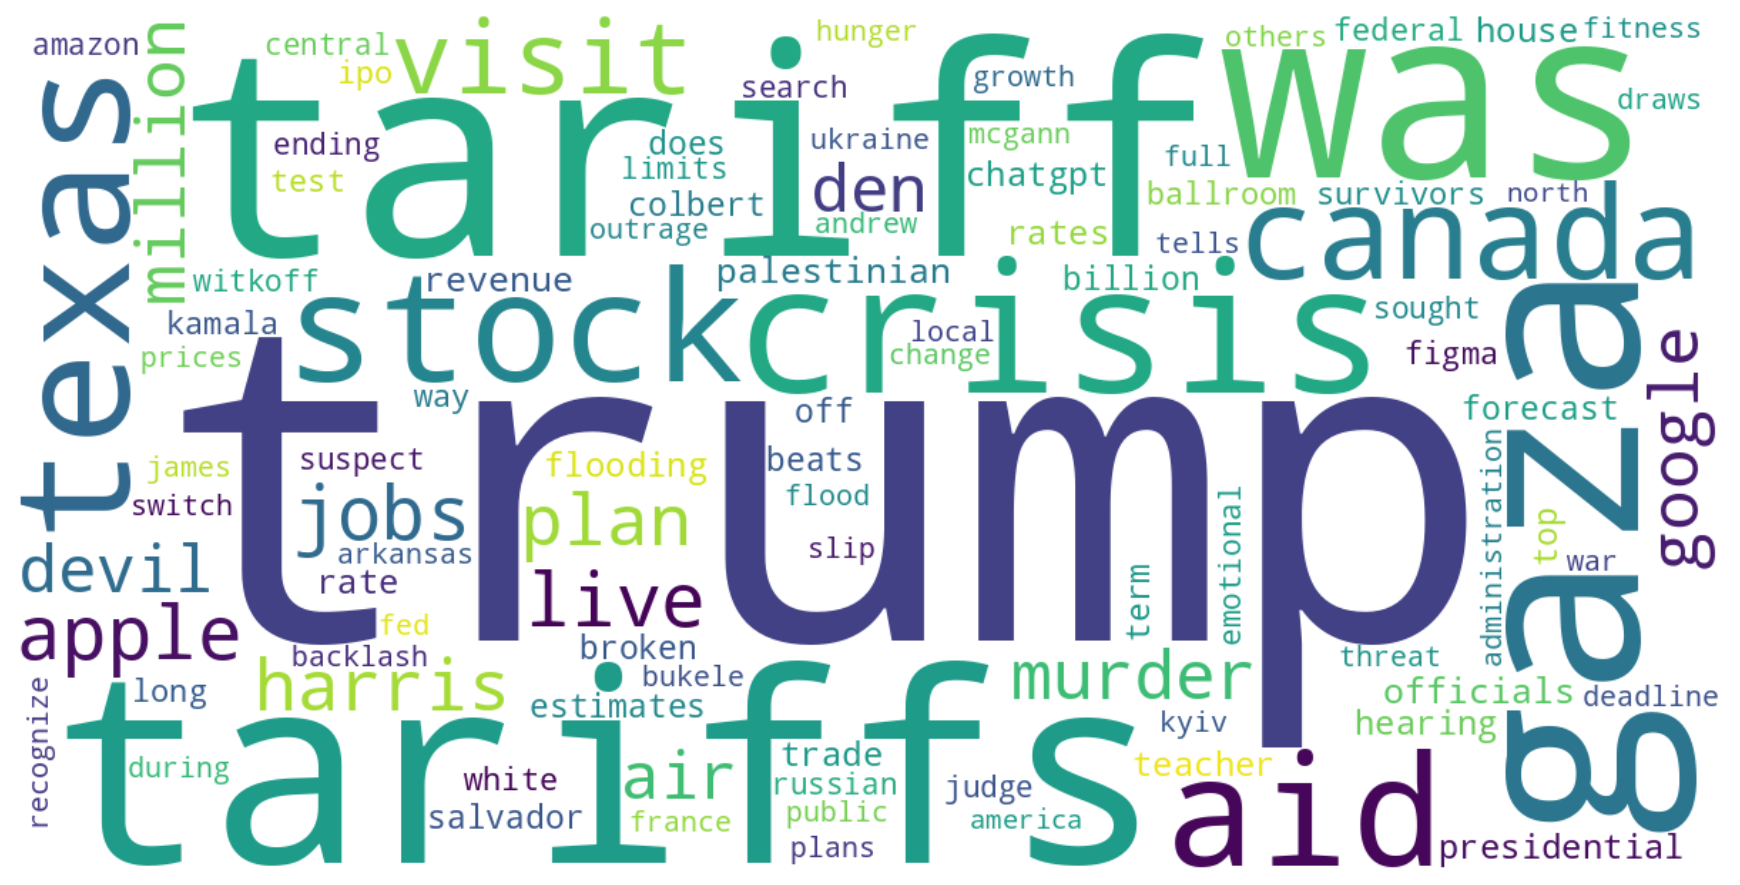 amazon
million
central
visit
hunger
others
federal
house
fitness
ipo
search
growth
tariff
was
draws
texas
ending
test
does
limits
ukraine
mcgann
full
colbert
den
chatgpt
ballroom
survivors
north
outrage
andrew
rates
tells
canada
witkoff
revenue
palestinian
billion
kamala
stock
crisis
sought
prices
local
change
figma
google
way
off
forecast
trump
gaza
james
suspect
flooding
beats
switch
jobs
plan
flood
emotional
administration
top
arkansas
slip
war
devil
rate
live
term
apple
fed
broken
backlash
bukele
murder
threat
long
harris
estimates
officials
deadline
recognize
tariffs
kyiv
hearing
during
white
air
trade
teacher
russian
judge
aid
salvador
france
public
america
plans
presidential